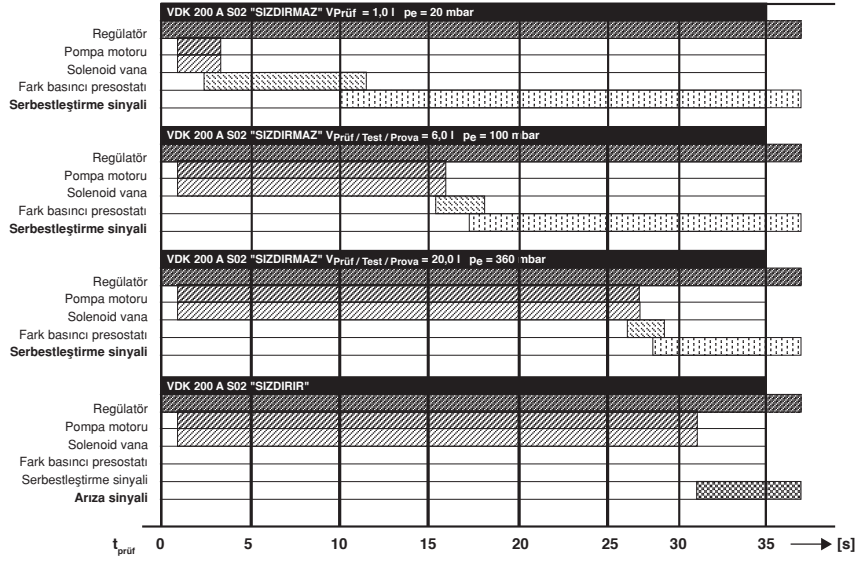 VDK 200 A S02 "SIZDIRMAZ" VPrüf = 1,0 l pe = 20 mbar
Regülatör
Pompa motoru
Solenoid vana
Fark basıncı presostatı
Serbestleştirme sinyali
VDK 200 A S02 "SIZDIRMAZ" VPrüf / Test / Prova = 6,0 l pe = 100 mbar
Regülatör
Pompa motoru
Solenoid vana
Fark basıncı presostatı
Serbestleştirme sinyali
VDK 200 A S02 "SIZDIRMAZ" VPrüf / Test / Prova = 20,0 l pe = 360 mbar
Regülatör
Pompa motoru
Solenoid vana
Fark basıncı presostatı
Serbestleştirme sinyali
VDK 200 A S02 "SIZDIRIR"
Regülatör
Pompa motoru
Solenoid vana
Fark basıncı presostatı
Serbestleştirme sinyali
Arıza sinyali
tprüf 0 5 10 15 20 25 30 35 [s]